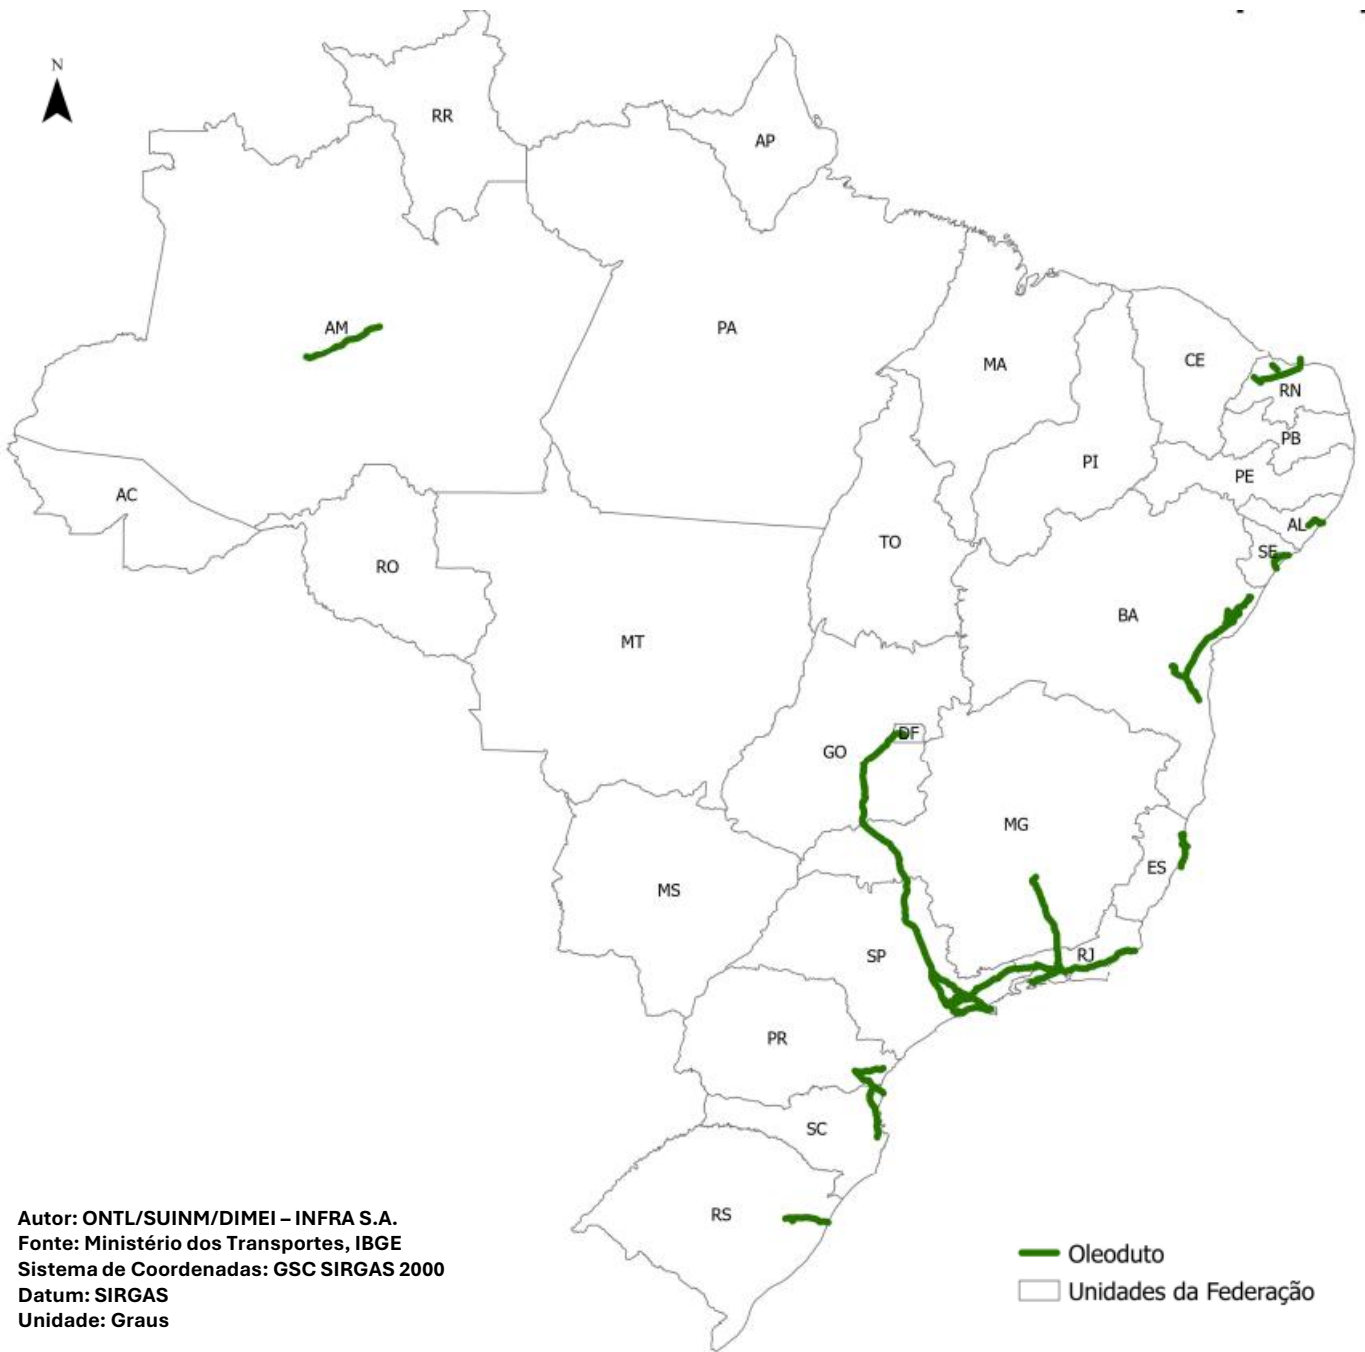 N
RR
AP
AM
PA
MA
CE
RN
PB
PI
PE
AC
AL
TO
SE
RO
BA
MT
DF
GO
MG
ES
MS
SP
RJ
PR
SC
RS
Autor: ONTL/SUINM/DIMEI – INFRA S.A.
Fonte: Ministério dos Transportes, IBGE
Sistema de Coordenadas: GSC SIRGAS 2000
Datum: SIRGAS
Unidade: Graus
Oleoduto
Unidades da Federação